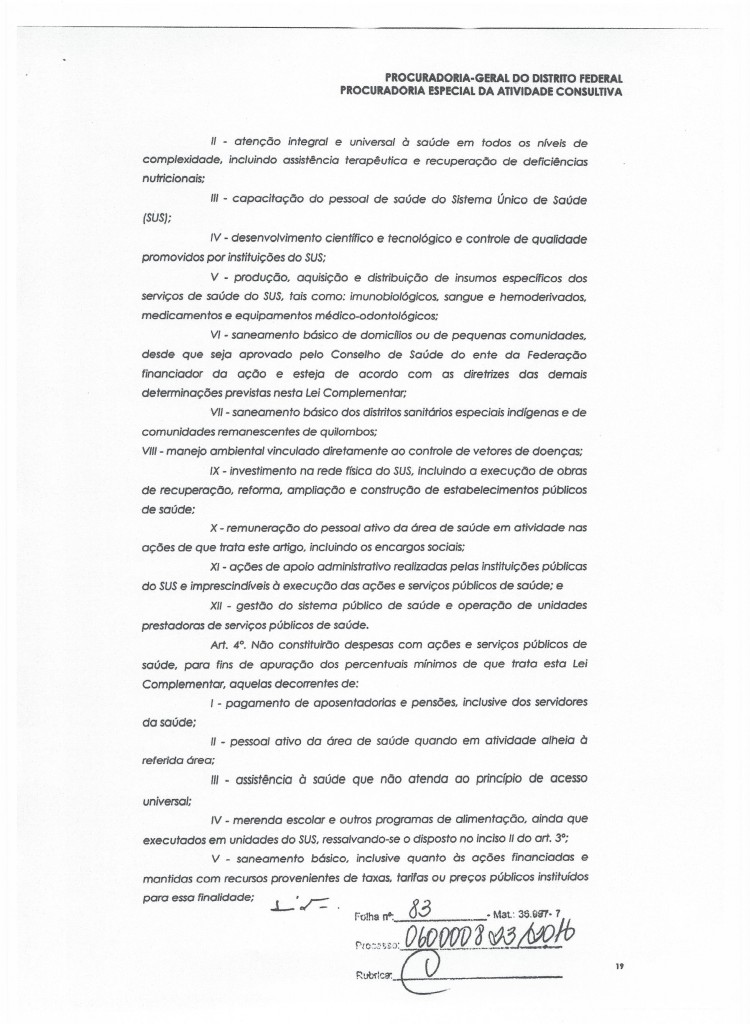 PROCURADORIA-GERAL DO DISTRITO FEDERAL
PROCURADORIA ESPECIAL DA ATIVIDADE CONSULTIVA
II - atenção integral e universal à saúde em todos os níveis de
complexidade, incluindo assistência terapêutica e recuperação de deficiências
nutricionais;
III - capacitação do pessoal de saúde do Sistema Único de Saúde
(SUS);
IV - desenvolvimento científico e tecnológico e controle de qualidade
promovidos por instituições do SUS;
V - produção, aquisição e distribuição de insumos específicos dos
serviços de saúde do SUS, tais como: imunobiológicos, sangue e hemoderivados,
medicamentos e equipamentos médico-odontológicos;
VI - saneamento básico de domicílios ou de pequenas comunidades,
desde que seja aprovado pelo Conselho de Saúde do ente da Federação
financiador da ação e esteja de acordo com as diretrizes das demais
determinações previstas nesta Lei Complementar;
VII - saneamento básico dos distritos sanitários especiais indígenas e de
comunidades remanescentes de quilombos;
VIII - manejo ambiental vinculado diretamente ao controle de vetores de doenças;
IX - investimento na rede física do SUS, incluindo a execução de obras
de recuperação, reforma, ampliação e construção de estabelecimentos públicos
de saúde;
X - remuneração do pessoal ativo da área de saúde em atividade nas
ações de que trata este artigo, incluindo os encargos sociais;
XI - ações de apoio administrativo realizadas pelas instituições públicas
do SUS e imprescindíveis à execução das ações e serviços públicos de saúde; e
XII - gestão do sistema público de saúde e operação de unidades
prestadoras de serviços públicos de saúde.
Art. 4º. Não constituirão despesas com ações e serviços públicos de
saúde, para fins de apuração dos percentuais mínimos de que trata esta Lei
Complementar, aquelas decorrentes de:
I - pagamento de aposentadorias e pensões, inclusive dos servidores
da saúde;
II - pessoal ativo da área de saúde quando em atividade alheia à
referida área;
III - assistência à saúde que não atenda ao princípio de acesso
universal;
IV - merenda escolar e outros programas de alimentação, ainda que
executados em unidades do SUS, ressalvando-se o disposto no inciso II do art. 3º;
V - saneamento básico, inclusive quanto às ações financiadas e
mantidas com recursos provenientes de taxas, tarifas ou preços públicos instituídos
para essa finalidade;
Folha nº: 83 - Mat.: 36.997-7
Processo:
Rubrica:
19